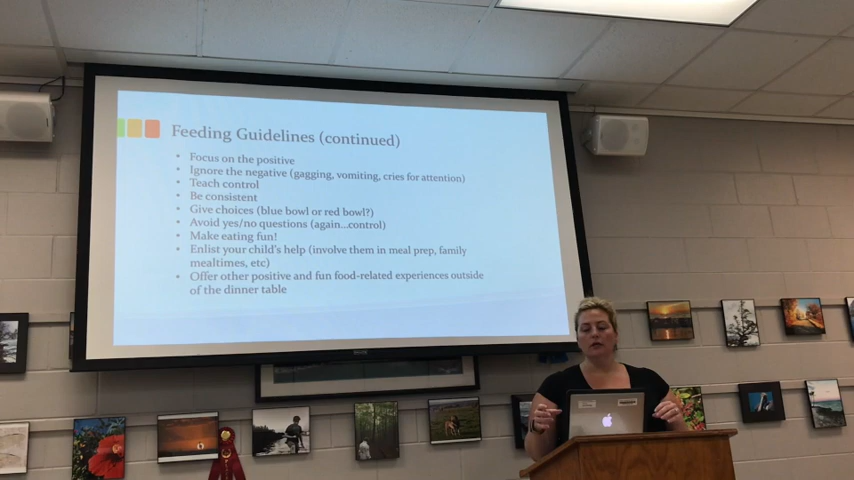 Feeding Guidelines (continued)
• Focus on the positive
• Ignore the negative (gagging, vomiting, cries for attention)
• Teach control
• Be consistent
• Give choices (blue bowl or red bowl?)
• Avoid yes/no questions (again...control)
• Make eating fun!
• Enlist your child's help (involve them in meal prep, family
mealtimes, etc)
• Offer other positive and fun food-related experiences outside
of the dinner table